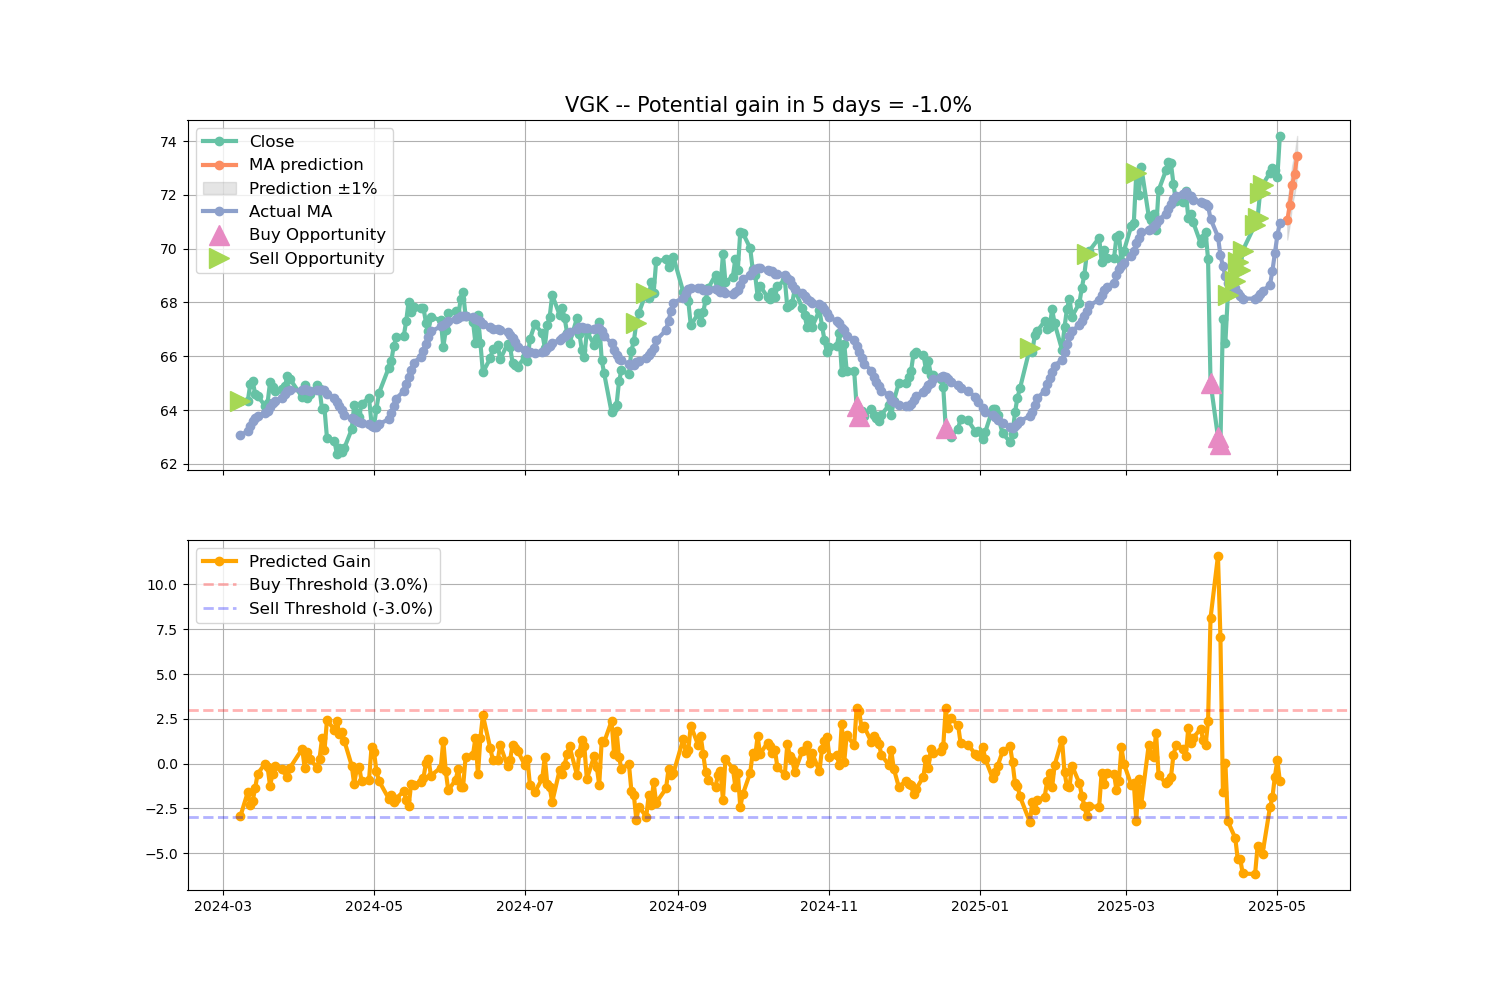 VGK -- Potential gain in 5 days = -1.0%
Close
MA prediction
Prediction ±1%
Actual MA
Buy Opportunity
Sell Opportunity
74
72
70
68
66
64
62
Predicted Gain
Buy Threshold (3.0%)
Sell Threshold (-3.0%)
10.0
7.5
5.0
2.5
0.0
−2.5
−5.0
2024-03 2024-05 2024-07 2024-09 2024-11 2025-01 2025-03 2025-05